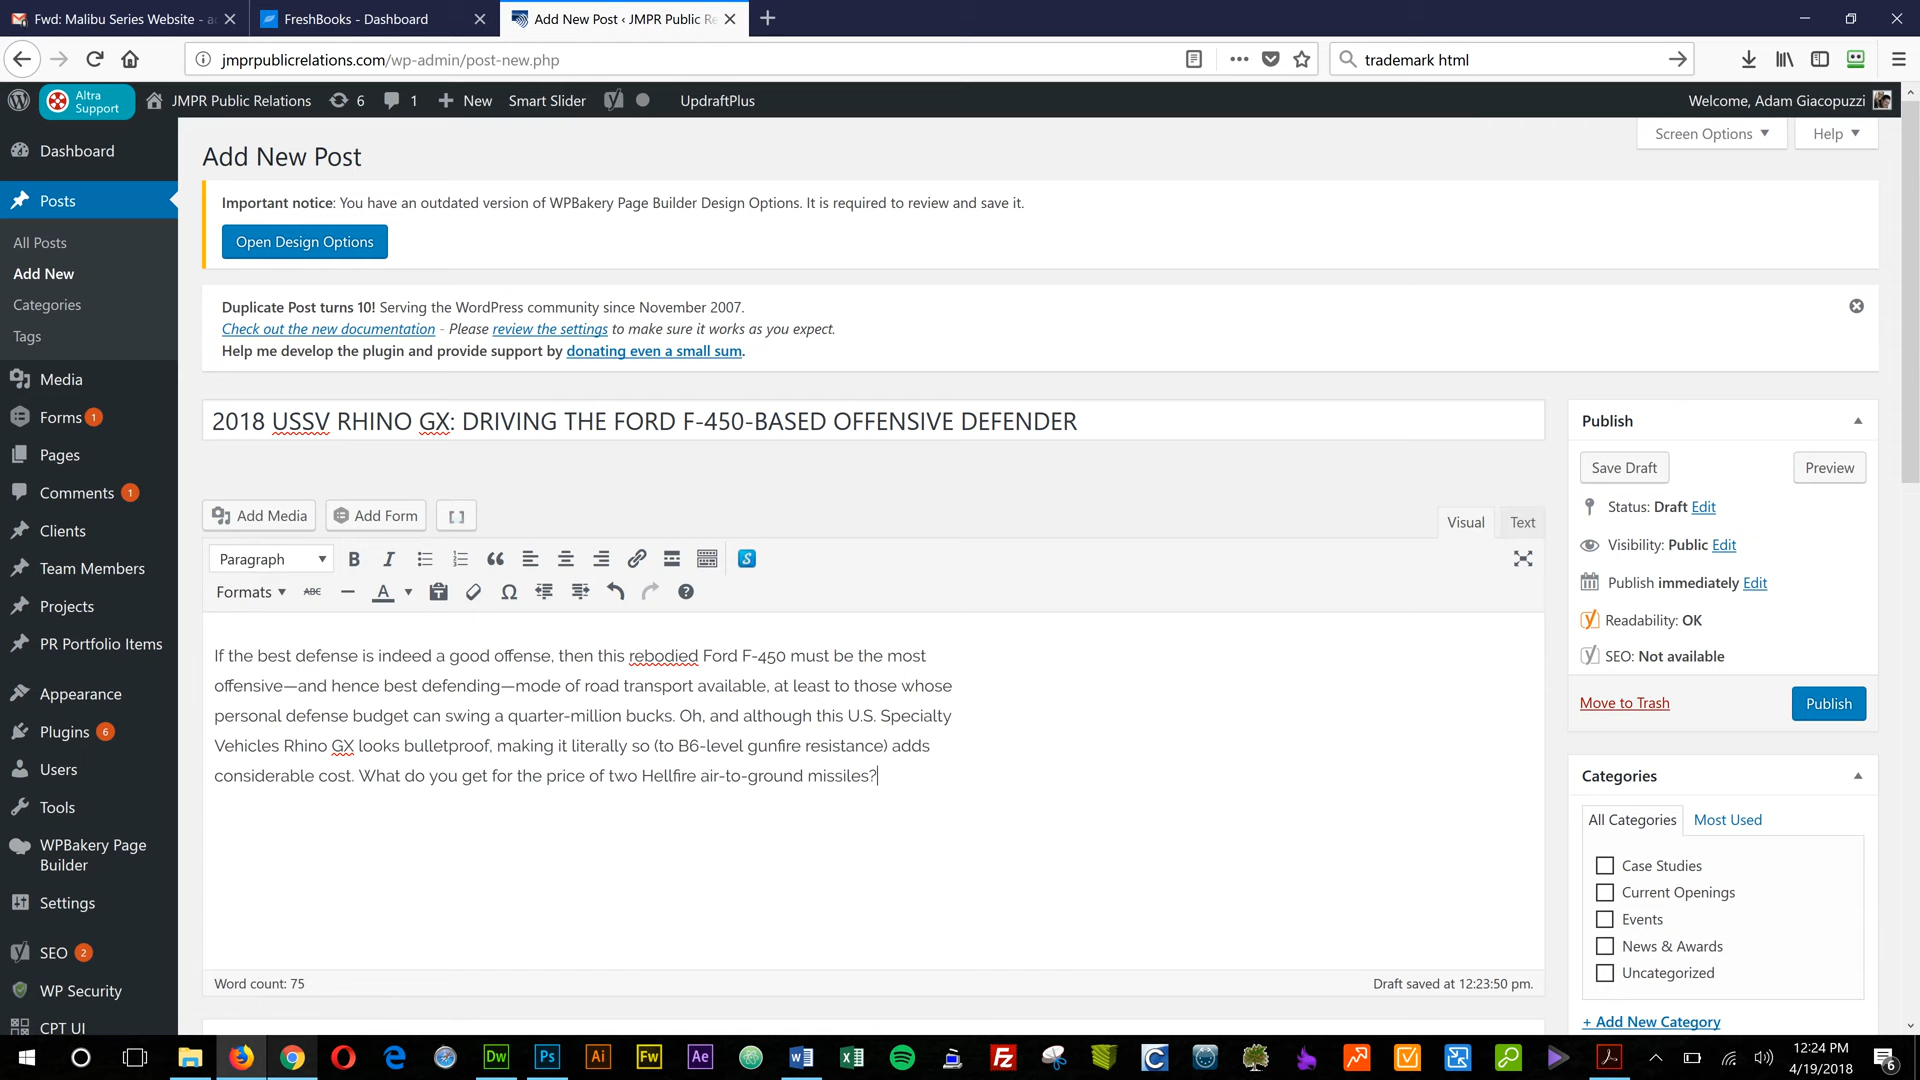 Fwd: Malibu Series Website - a
FreshBooks - Dashboard
Add New Post ‹ JMPR Public Re
jmprpublicrelations.com/wp-admin/post-new.php
trademark html
Altra Support
JMPR Public Relations
6
1
New
Smart Slider
UpdraftPlus
Welcome, Adam Giacopuzzi
Screen Options
Help
Dashboard
Posts
All Posts
Add New
Categories
Tags
Media
Forms 1
Pages
Comments 1
Clients
Team Members
Projects
PR Portfolio Items
Appearance
Plugins 6
Users
Tools
WPBakery Page
Builder
Settings
SEO 2
WP Security
CPT UI
Add New Post
Important notice: You have an outdated version of WPBakery Page Builder Design Options. It is required to review and save it.
Open Design Options
Duplicate Post turns 10! Serving the WordPress community since November 2007.
Check out the new documentation - Please review the settings to make sure it works as you expect.
Help me develop the plugin and provide support by donating even a small sum.
2018 USSV RHINO GX: DRIVING THE FORD F-450-BASED OFFENSIVE DEFENDER
Add Media
Add Form
[ ]
Visual
Text
Paragraph
B
I
S
Formats
ABC
A
Ω
If the best defense is indeed a good offense, then this rebodied Ford F-450 must be the most
offensive—and hence best defending—mode of road transport available, at least to those whose
personal defense budget can swing a quarter-million bucks. Oh, and although this U.S. Specialty
Vehicles Rhino GX looks bulletproof, making it literally so (to B6-level gunfire resistance) adds
considerable cost. What do you get for the price of two Hellfire air-to-ground missiles?
Word count: 75
Draft saved at 12:23:50 pm.
Publish
Save Draft
Preview
Status: Draft Edit
Visibility: Public Edit
Publish immediately Edit
Readability: OK
SEO: Not available
Move to Trash
Publish
Categories
All Categories
Most Used
Case Studies
Current Openings
Events
News & Awards
Uncategorized
+ Add New Category
Dw
Ps
Ai
Fw
Ae
12:24 PM
4/19/2018
6